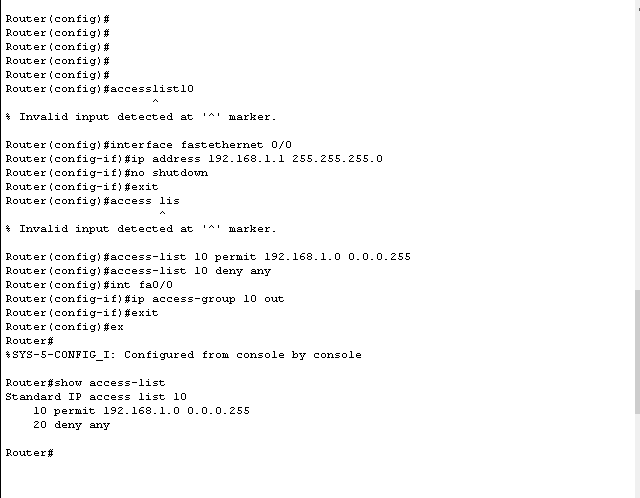 Router(config)#
Router(config)#
Router(config)#
Router(config)#
Router(config)#
Router(config)#accesslist10
^
% Invalid input detected at '^' marker.
Router(config)#interface fastethernet 0/0
Router(config-if)#ip address 192.168.1.1 255.255.255.0
Router(config-if)#no shutdown
Router(config-if)#exit
Router(config)#access lis
^
% Invalid input detected at '^' marker.
Router(config)#access-list 10 permit 192.168.1.0 0.0.0.255
Router(config)#access-list 10 deny any
Router(config)#int fa0/0
Router(config-if)#ip access-group 10 out
Router(config-if)#exit
Router(config)#ex
Router#
%SYS-5-CONFIG_I: Configured from console by console
Router#show access-list
Standard IP access list 10
10 permit 192.168.1.0 0.0.0.255
20 deny any
Router#